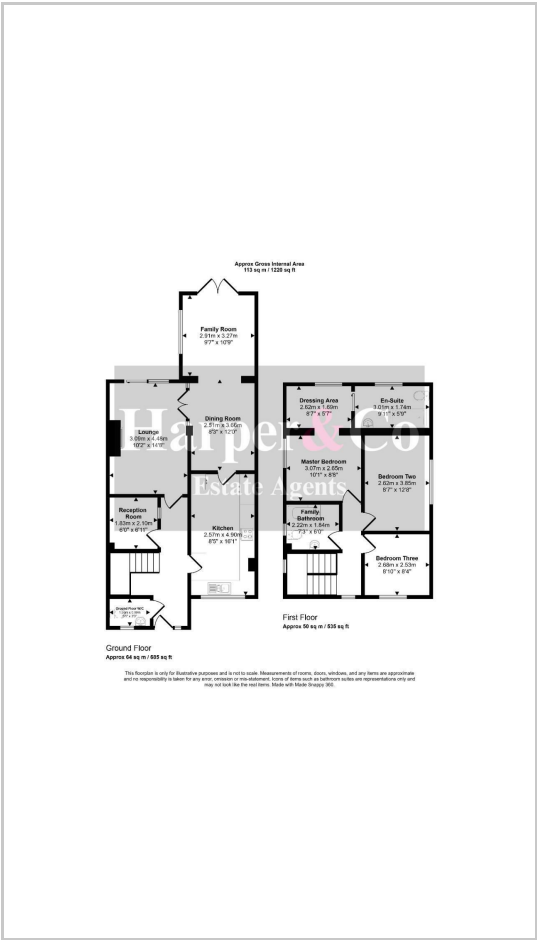 Approx Gross Internal Area
113 sq m / 1220 sq ft
Family Room
2.91m x 3.27m
9'7" x 10'9"
Dining Room
2.51m x 3.66m
8'3" x 12'0"
Lounge
3.09m x 4.48m
10'2" x 14'8"
Reception
Room
1.83m x 2.10m
6'0" x 6'11"
Kitchen
2.57m x 4.90m
8'5" x 16'1"
Ground Floor WC
Ground Floor
Approx 64 sq m / 685 sq ft
Dressing Area
2.62m x 1.69m
8'7" x 5'7"
En-Suite
3.01m x 1.74m
9'11" x 5'9"
Master Bedroom
3.07m x 2.65m
10'1" x 8'8"
Bedroom Two
2.62m x 3.85m
8'7" x 12'8"
Family
Bathroom
2.22m x 1.84m
7'3" x 6'0"
Bedroom Three
2.68m x 2.53m
8'10" x 8'4"
First Floor
Approx 50 sq m / 535 sq ft
Harper & Co
Estate Agents
This floorplan is only for illustrative purposes and is not to scale. Measurements of rooms, doors, windows, and any items are approximate
and no responsibility is taken for any error, omission or mis-statement. Icons of items such as bathroom suites are representations only and
may not look like the real items. Made with Made Snappy 360.